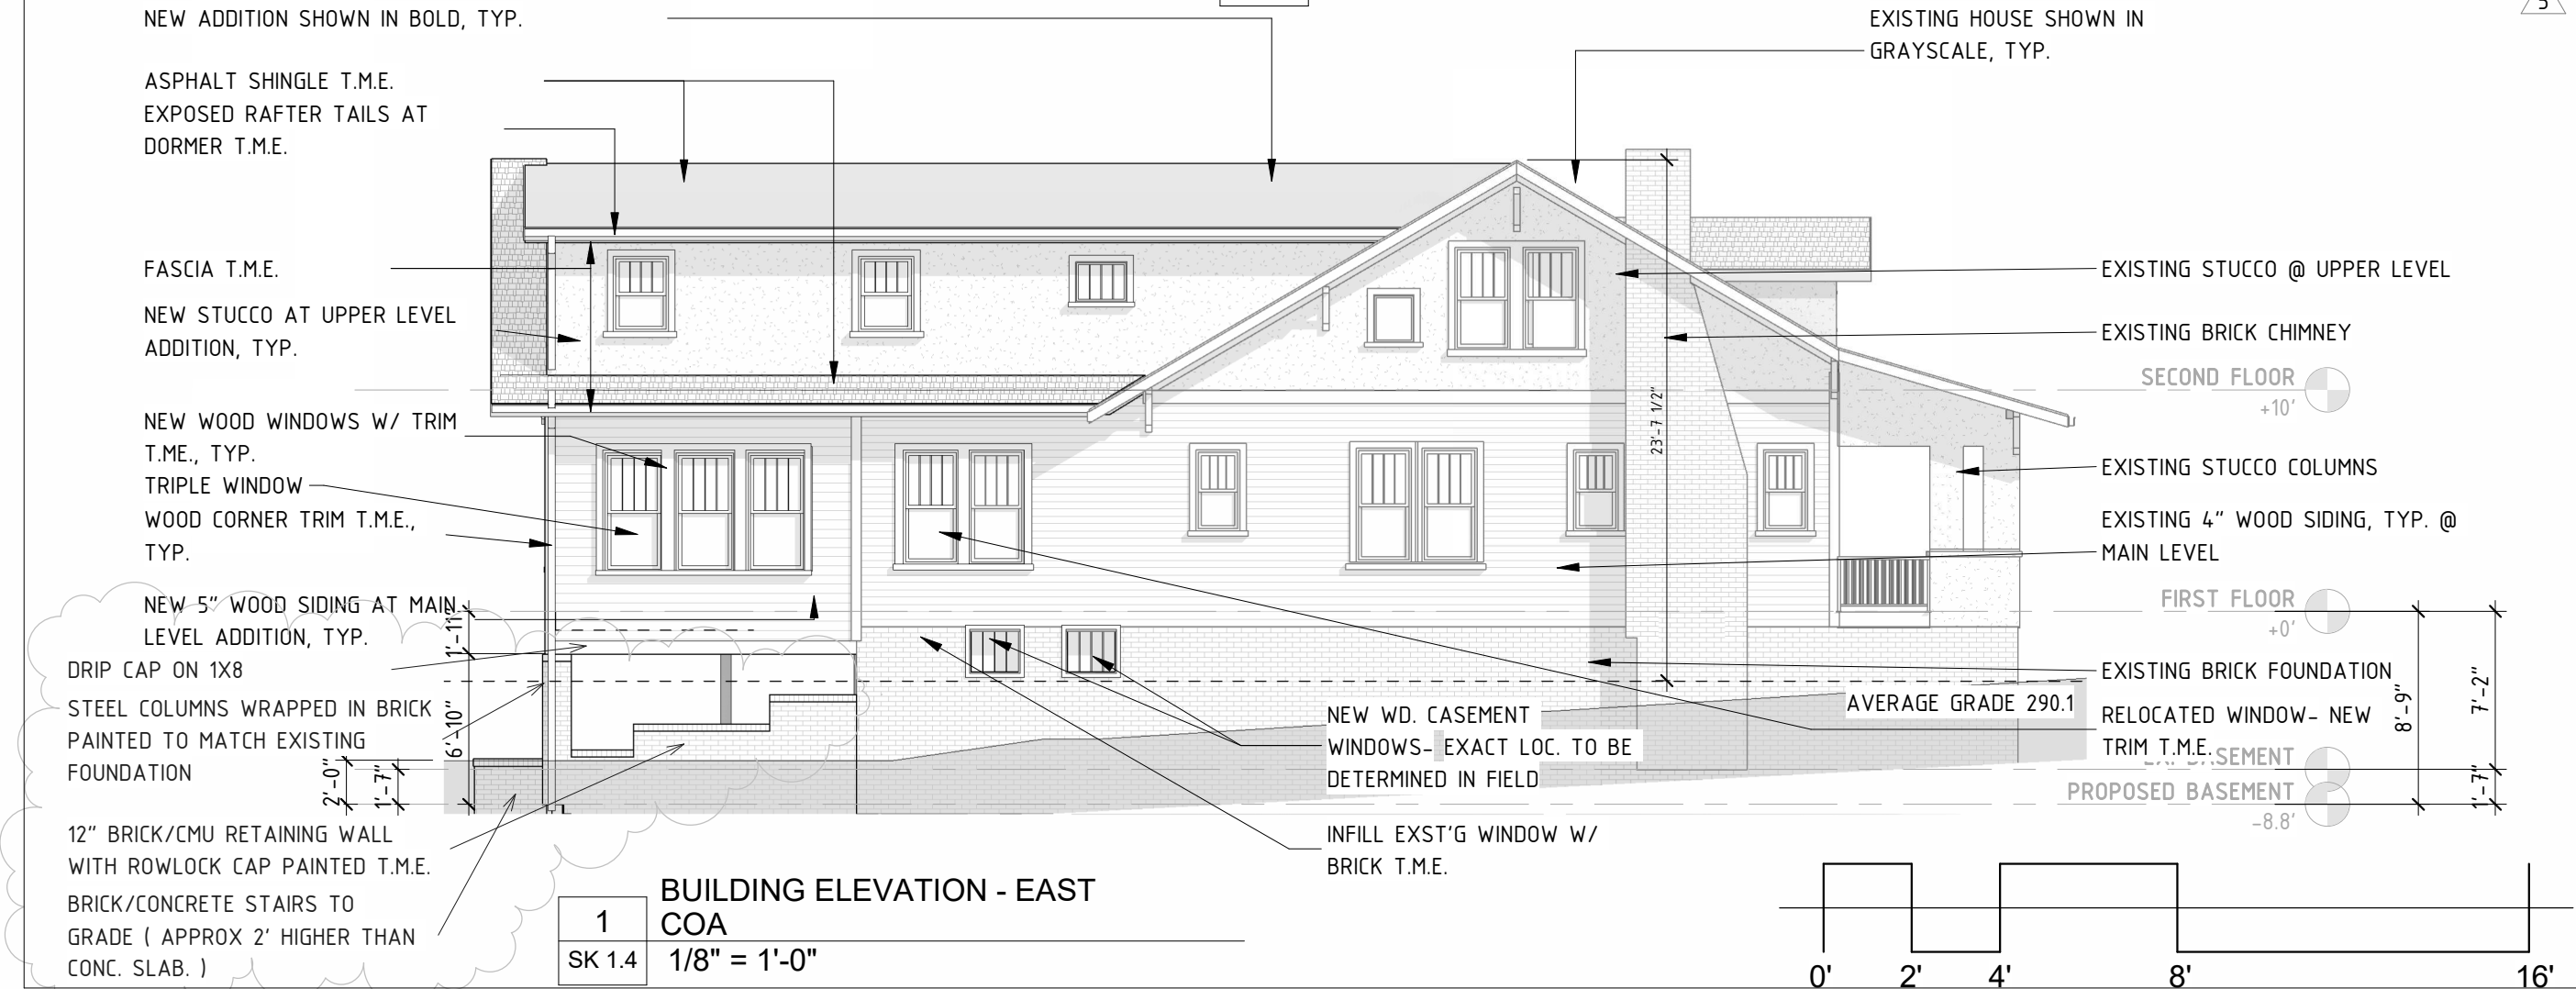 NEW ADDITION SHOWN IN BOLD, TYP.
EXISTING HOUSE SHOWN IN
GRAYSCALE, TYP.
ASPHALT SHINGLE T.M.E.
EXPOSED RAFTER TAILS AT
DORMER T.M.E.
FASCIA T.M.E.
NEW STUCCO AT UPPER LEVEL
ADDITION, TYP.
NEW WOOD WINDOWS W/ TRIM
T.ME., TYP.
TRIPLE WINDOW
WOOD CORNER TRIM T.M.E.,
TYP.
NEW 5" WOOD SIDING AT MAIN
LEVEL ADDITION, TYP.
DRIP CAP ON 1X8
STEEL COLUMNS WRAPPED IN BRICK
PAINTED TO MATCH EXISTING
FOUNDATION
12" BRICK/CMU RETAINING WALL
WITH ROWLOCK CAP PAINTED T.M.E.
BRICK/CONCRETE STAIRS TO
GRADE ( APPROX 2' HIGHER THAN
CONC. SLAB. )
1'-11"
6'-10"
2'-0"
1'-7"
23'-7 1/2"
EXISTING STUCCO @ UPPER LEVEL
EXISTING BRICK CHIMNEY
SECOND FLOOR
+10'
EXISTING STUCCO COLUMNS
EXISTING 4" WOOD SIDING, TYP. @
MAIN LEVEL
FIRST FLOOR
+0'
EXISTING BRICK FOUNDATION
AVERAGE GRADE 290.1
RELOCATED WINDOW- NEW
TRIM T.M.E.
BASEMENT
PROPOSED BASEMENT
-8.8'
8'-9"
7'-2"
1'-7"
NEW WD. CASEMENT
WINDOWS- EXACT LOC. TO BE
DETERMINED IN FIELD
INFILL EXST'G WINDOW W/
BRICK T.M.E.
1
SK 1.4
BUILDING ELEVATION - EAST
COA
1/8" = 1'-0"
0' 2' 4' 8' 16'